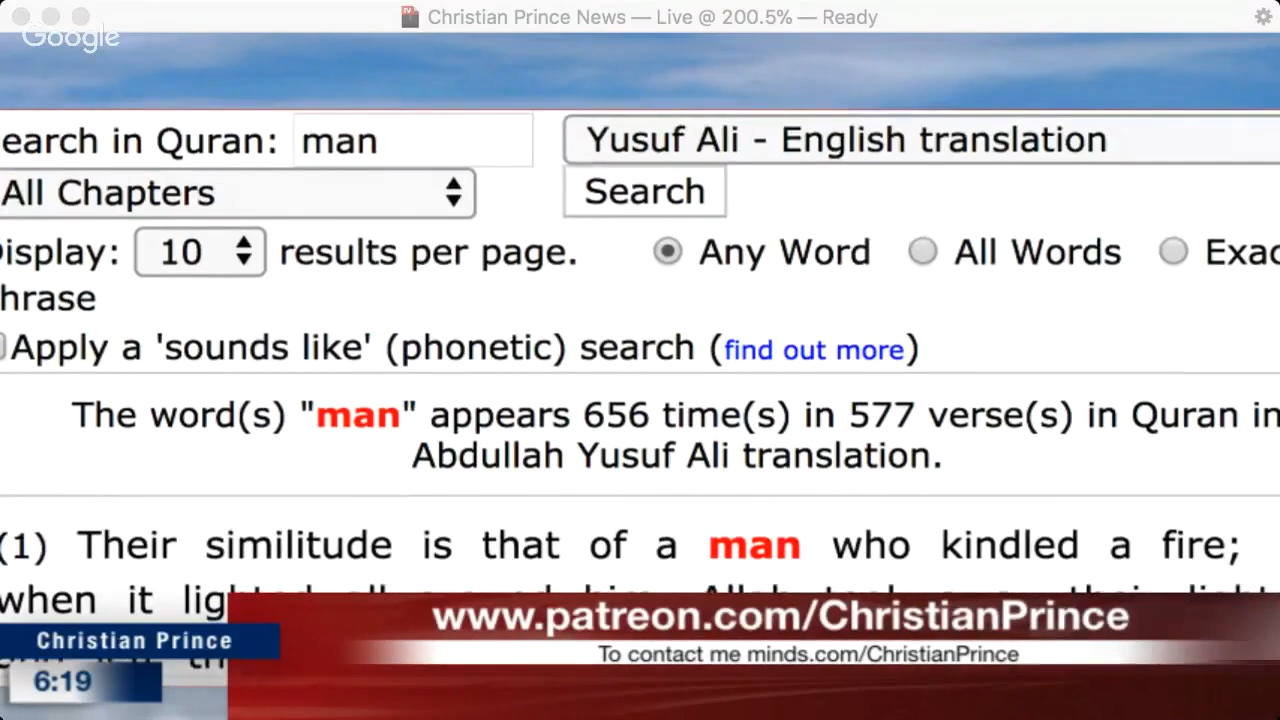 Christian Prince News — Live @ 200.5% — Ready
Google
earch in Quran: man Yusuf Ali - English translation
All Chapters Search
isplay: 10 results per page. Any Word All Words Exac
hrase
Apply a 'sounds like' (phonetic) search (find out more)
The word(s) "man" appears 656 time(s) in 577 verse(s) in Quran in
Abdullah Yusuf Ali translation.
(1) Their similitude is that of a man who kindled a fire;
when it
www.patreon.com/ChristianPrince
Christian Prince
To contact me minds.com/ChristianPrince
6:19